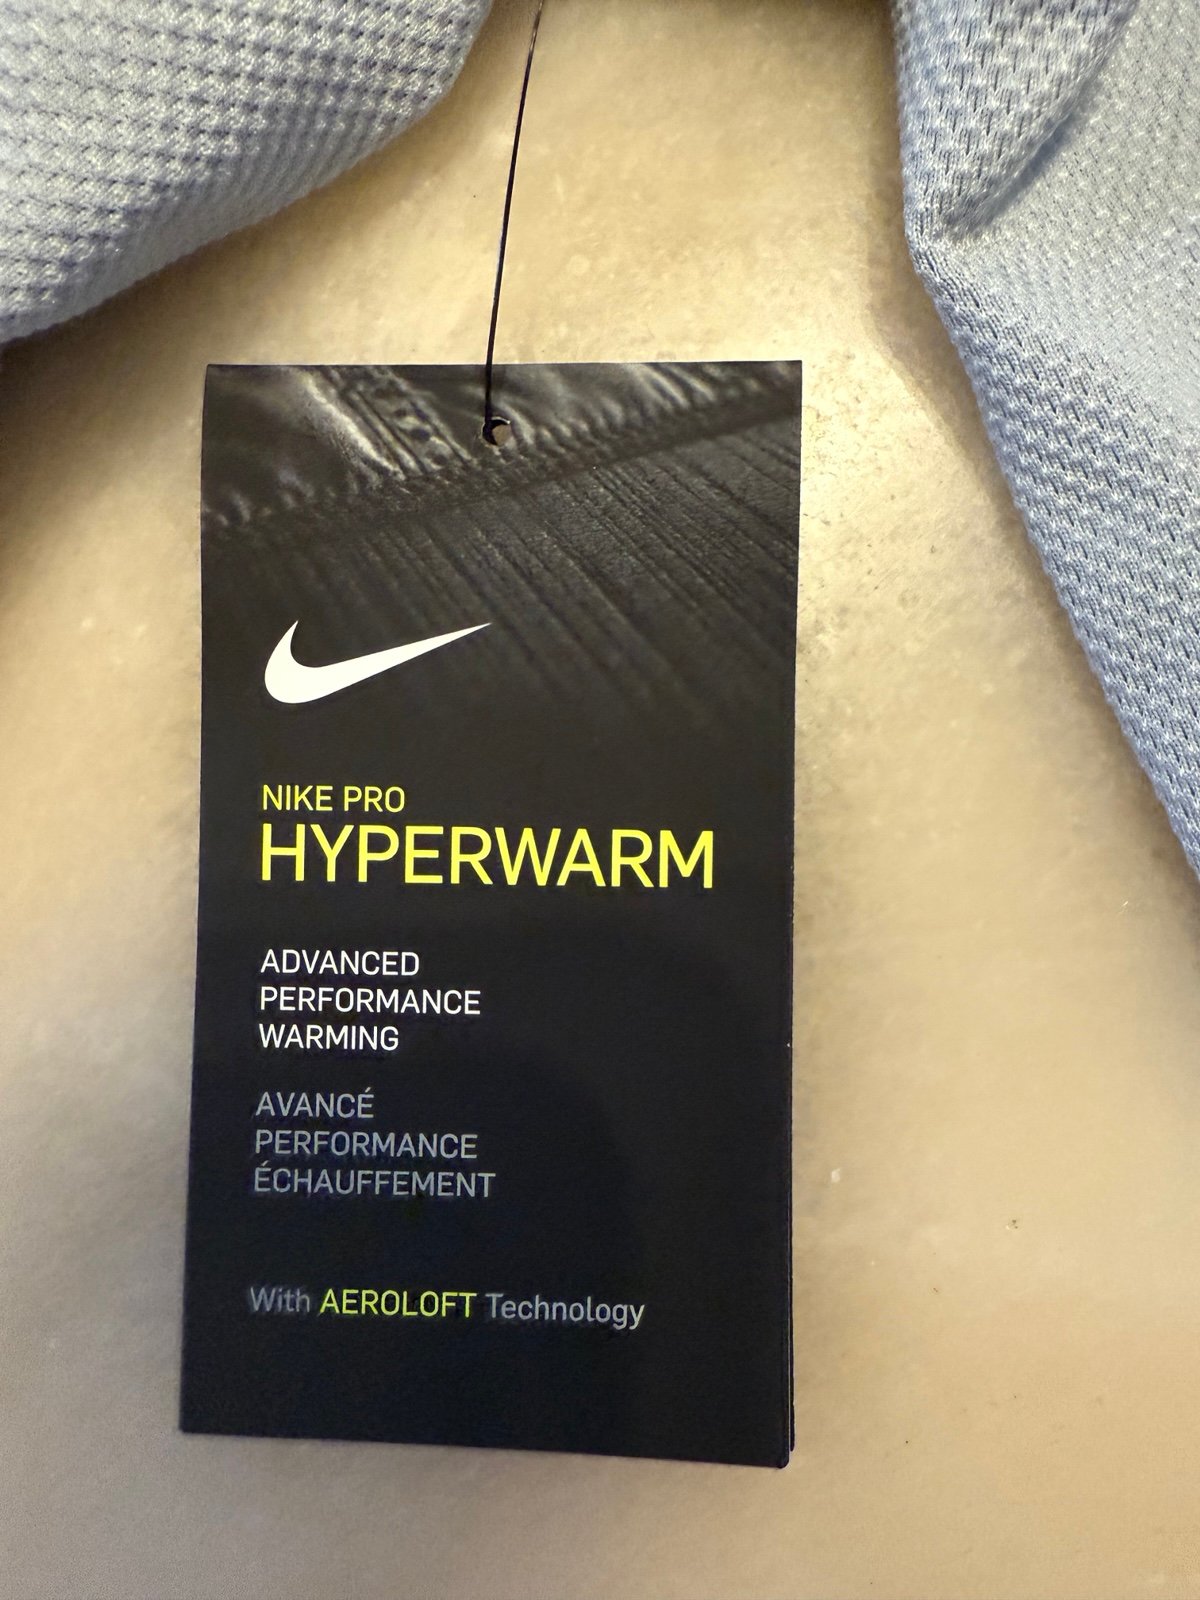 NIKE PRO
HYPERWARM
ADVANCED
PERFORMANCE
WARMING
AVANCÉ
PERFORMANCE
ÉCHAUFFEMENT
With AEROLOFT Technology